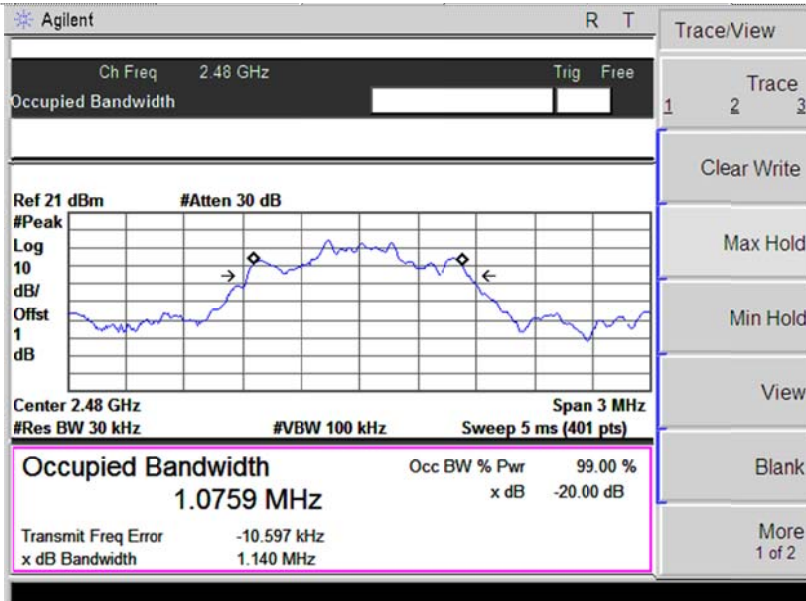 Agilent R T
Trace/View
Ch Freq 2.48 GHz Trig Free
Occupied Bandwidth
Trace
1 2 3
Clear Write
Max Hold
Min Hold
View
Blank
More
1 of 2
Ref 21 dBm #Atten 30 dB
#Peak
Log
10
dB/
Offst
1
dB
Center 2.48 GHz Span 3 MHz
#Res BW 30 kHz #VBW 100 kHz Sweep 5 ms (401 pts)
Occupied Bandwidth Occ BW % Pwr 99.00 %
1.0759 MHz x dB -20.00 dB
Transmit Freq Error -10.597 kHz
x dB Bandwidth 1.140 MHz